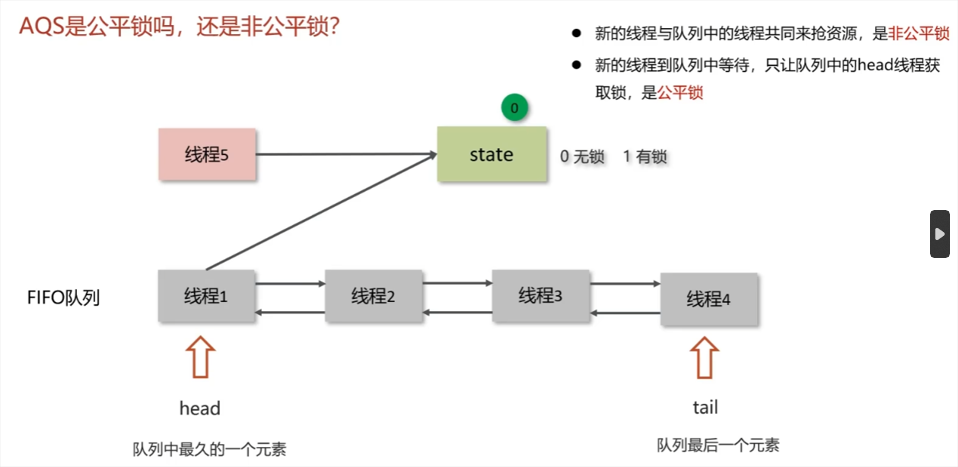 AQS是公平锁吗，还是非公平锁？
● 新的线程与队列中的线程共同来抢资源，是非公平锁
● 新的线程到队列中等待，只让队列中的head线程获
取锁，是公平锁
0
线程5
state
0 无锁 1 有锁
FIFO队列
线程1
线程2
线程3
线程4
head
tail
队列中最久的一个元素
队列最后一个元素